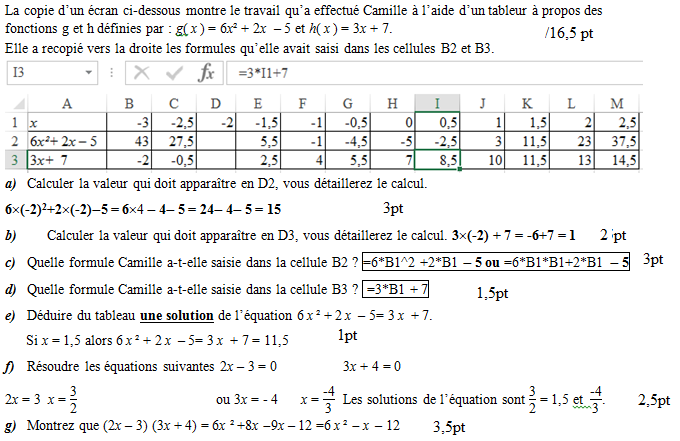 La copie d'un écran ci-dessous montre le travail qu'a effectué Camille à l'aide d'un tableur à propos des
fonctions g et h définies par : g( x ) = 6x² + 2x – 5 et h( x ) = 3x + 7.
/16,5 pt
Elle a recopié vers la droite les formules qu'elle avait saisi dans les cellules B2 et B3.
I3 fx =3*I1+7
A B C D E F G H I J K L M
1 x -3 -2,5 -2 -1,5 -1 -0,5 0 0,5 1 1,5 2 2,5
2 6x²+ 2x – 5 43 27,5 5,5 -1 -4,5 -5 -2,5 3 11,5 23 37,5
3 3x+ 7 -2 -0,5 2,5 4 5,5 7 8,5 10 11,5 13 14,5
a) Calculer la valeur qui doit apparaître en D2, vous détaillerez le calcul.
6×(-2)²+2×(-2)–5 = 6×4 – 4– 5 = 24– 4– 5 = 15 3pt
b) Calculer la valeur qui doit apparaître en D3, vous détaillerez le calcul. 3×(-2) + 7 = -6+7 = 1 2 pt
c) Quelle formule Camille a-t-elle saisie dans la cellule B2 ? =6*B1^2 +2*B1 – 5 ou =6*B1*B1+2*B1 – 5 3pt
d) Quelle formule Camille a-t-elle saisie dans la cellule B3 ? =3*B1 + 7 1,5pt
e) Déduire du tableau une solution de l'équation 6 x ² + 2 x – 5= 3 x + 7.
Si x = 1,5 alors 6 x ² + 2 x – 5= 3 x + 7 = 11,5 1pt
f) Résoudre les équations suivantes 2x – 3 = 0 3x + 4 = 0
2x = 3 x = 3/2 ou 3x = - 4 x = -4/3 Les solutions de l'équation sont 3/2 = 1,5 et -4/3. 2,5pt
g) Montrez que (2x – 3) (3x + 4) = 6x ²+8x –9x – 12 =6 x ² – x – 12 3,5pt